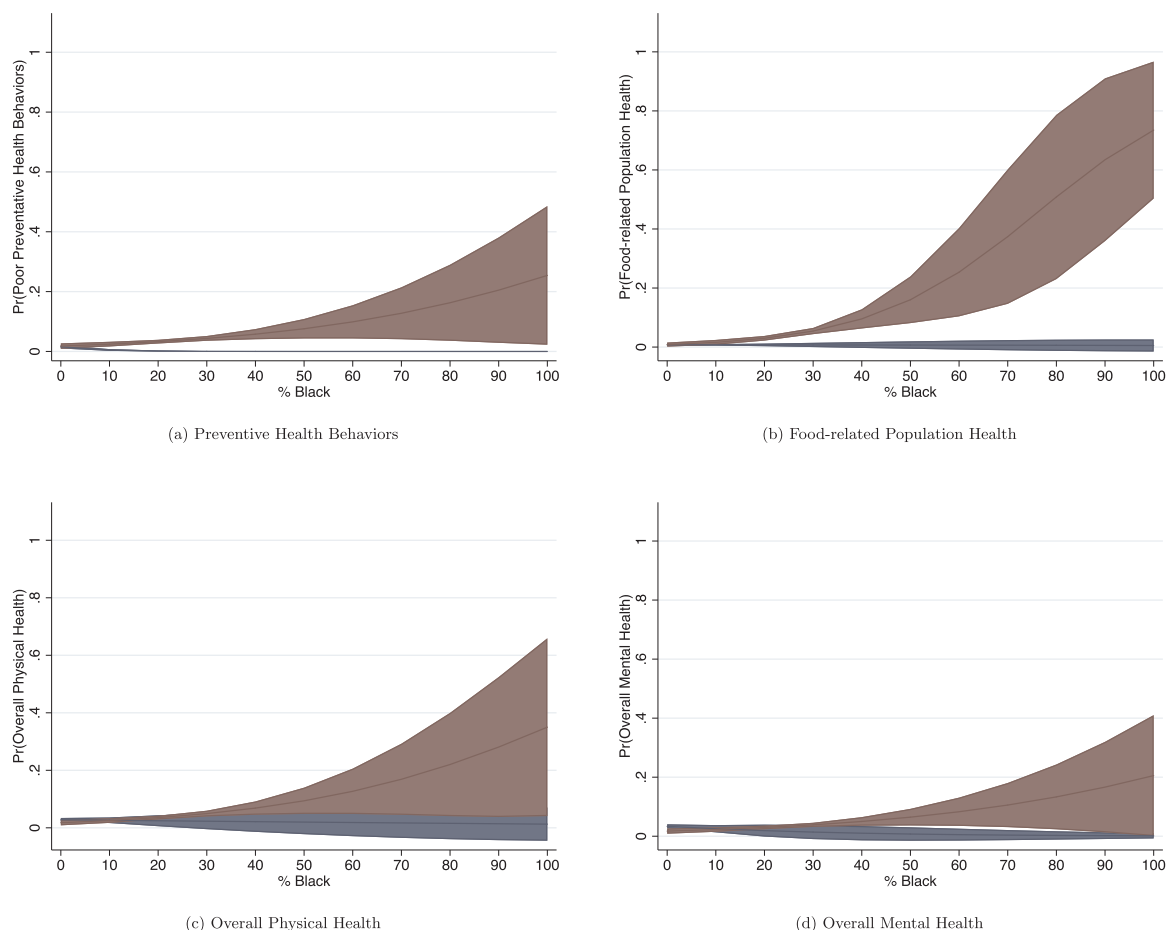 Pr(Poor Preventative Health Behaviors)
1
.8
.6
.4
.2
0
0 10 20 30 40 50 60 70 80 90 100
% Black
(a) Preventive Health Behaviors
Pr(Food-related Population Health)
1
.8
.6
.4
.2
0
0 10 20 30 40 50 60 70 80 90 100
% Black
(b) Food-related Population Health
Pr(Overall Physical Health)
1
.8
.6
.4
.2
0
0 10 20 30 40 50 60 70 80 90 100
% Black
(c) Overall Physical Health
Pr(Overall Mental Health)
1
.8
.6
.4
.2
0
0 10 20 30 40 50 60 70 80 90 100
% Black
(d) Overall Mental Health